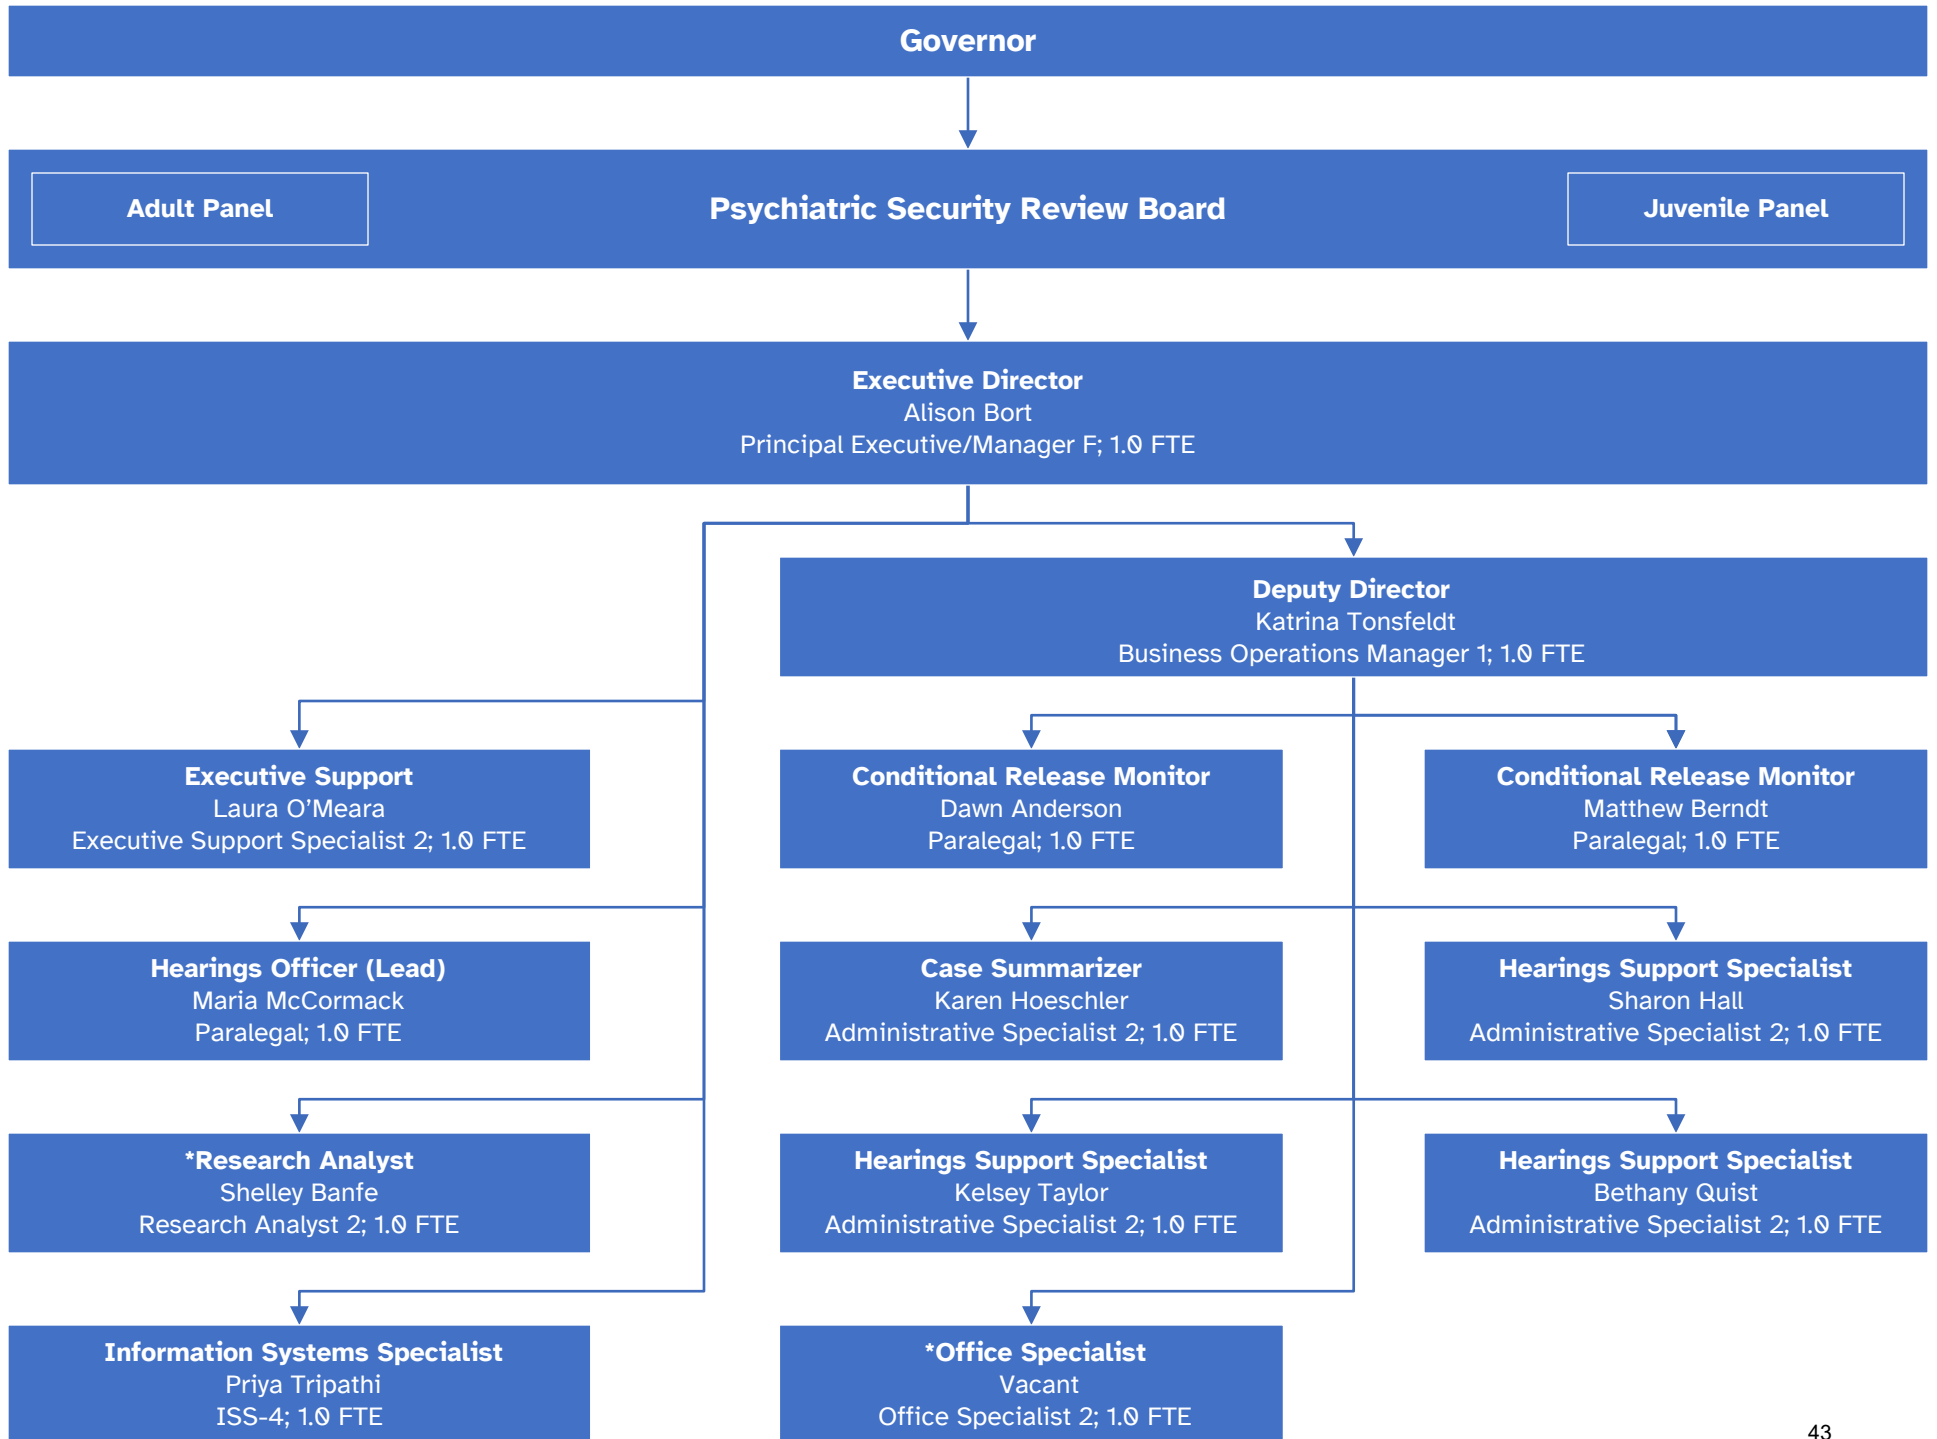 Governor
Adult Panel
Psychiatric Security Review Board
Juvenile Panel
Executive Director
Alison Bort
Principal Executive/Manager F; 1.0 FTE
Deputy Director
Katrina Tonsfeldt
Business Operations Manager 1; 1.0 FTE
Executive Support
Laura O’Meara
Executive Support Specialist 2; 1.0 FTE
Conditional Release Monitor
Dawn Anderson
Paralegal; 1.0 FTE
Conditional Release Monitor
Matthew Berndt
Paralegal; 1.0 FTE
Hearings Officer (Lead)
Maria McCormack
Paralegal; 1.0 FTE
Case Summarizer
Karen Hoeschler
Administrative Specialist 2; 1.0 FTE
Hearings Support Specialist
Sharon Hall
Administrative Specialist 2; 1.0 FTE
*Research Analyst
Shelley Banfe
Research Analyst 2; 1.0 FTE
Hearings Support Specialist
Kelsey Taylor
Administrative Specialist 2; 1.0 FTE
Hearings Support Specialist
Bethany Quist
Administrative Specialist 2; 1.0 FTE
Information Systems Specialist
Priya Tripathi
ISS-4; 1.0 FTE
*Office Specialist
Vacant
Office Specialist 2; 1.0 FTE
43